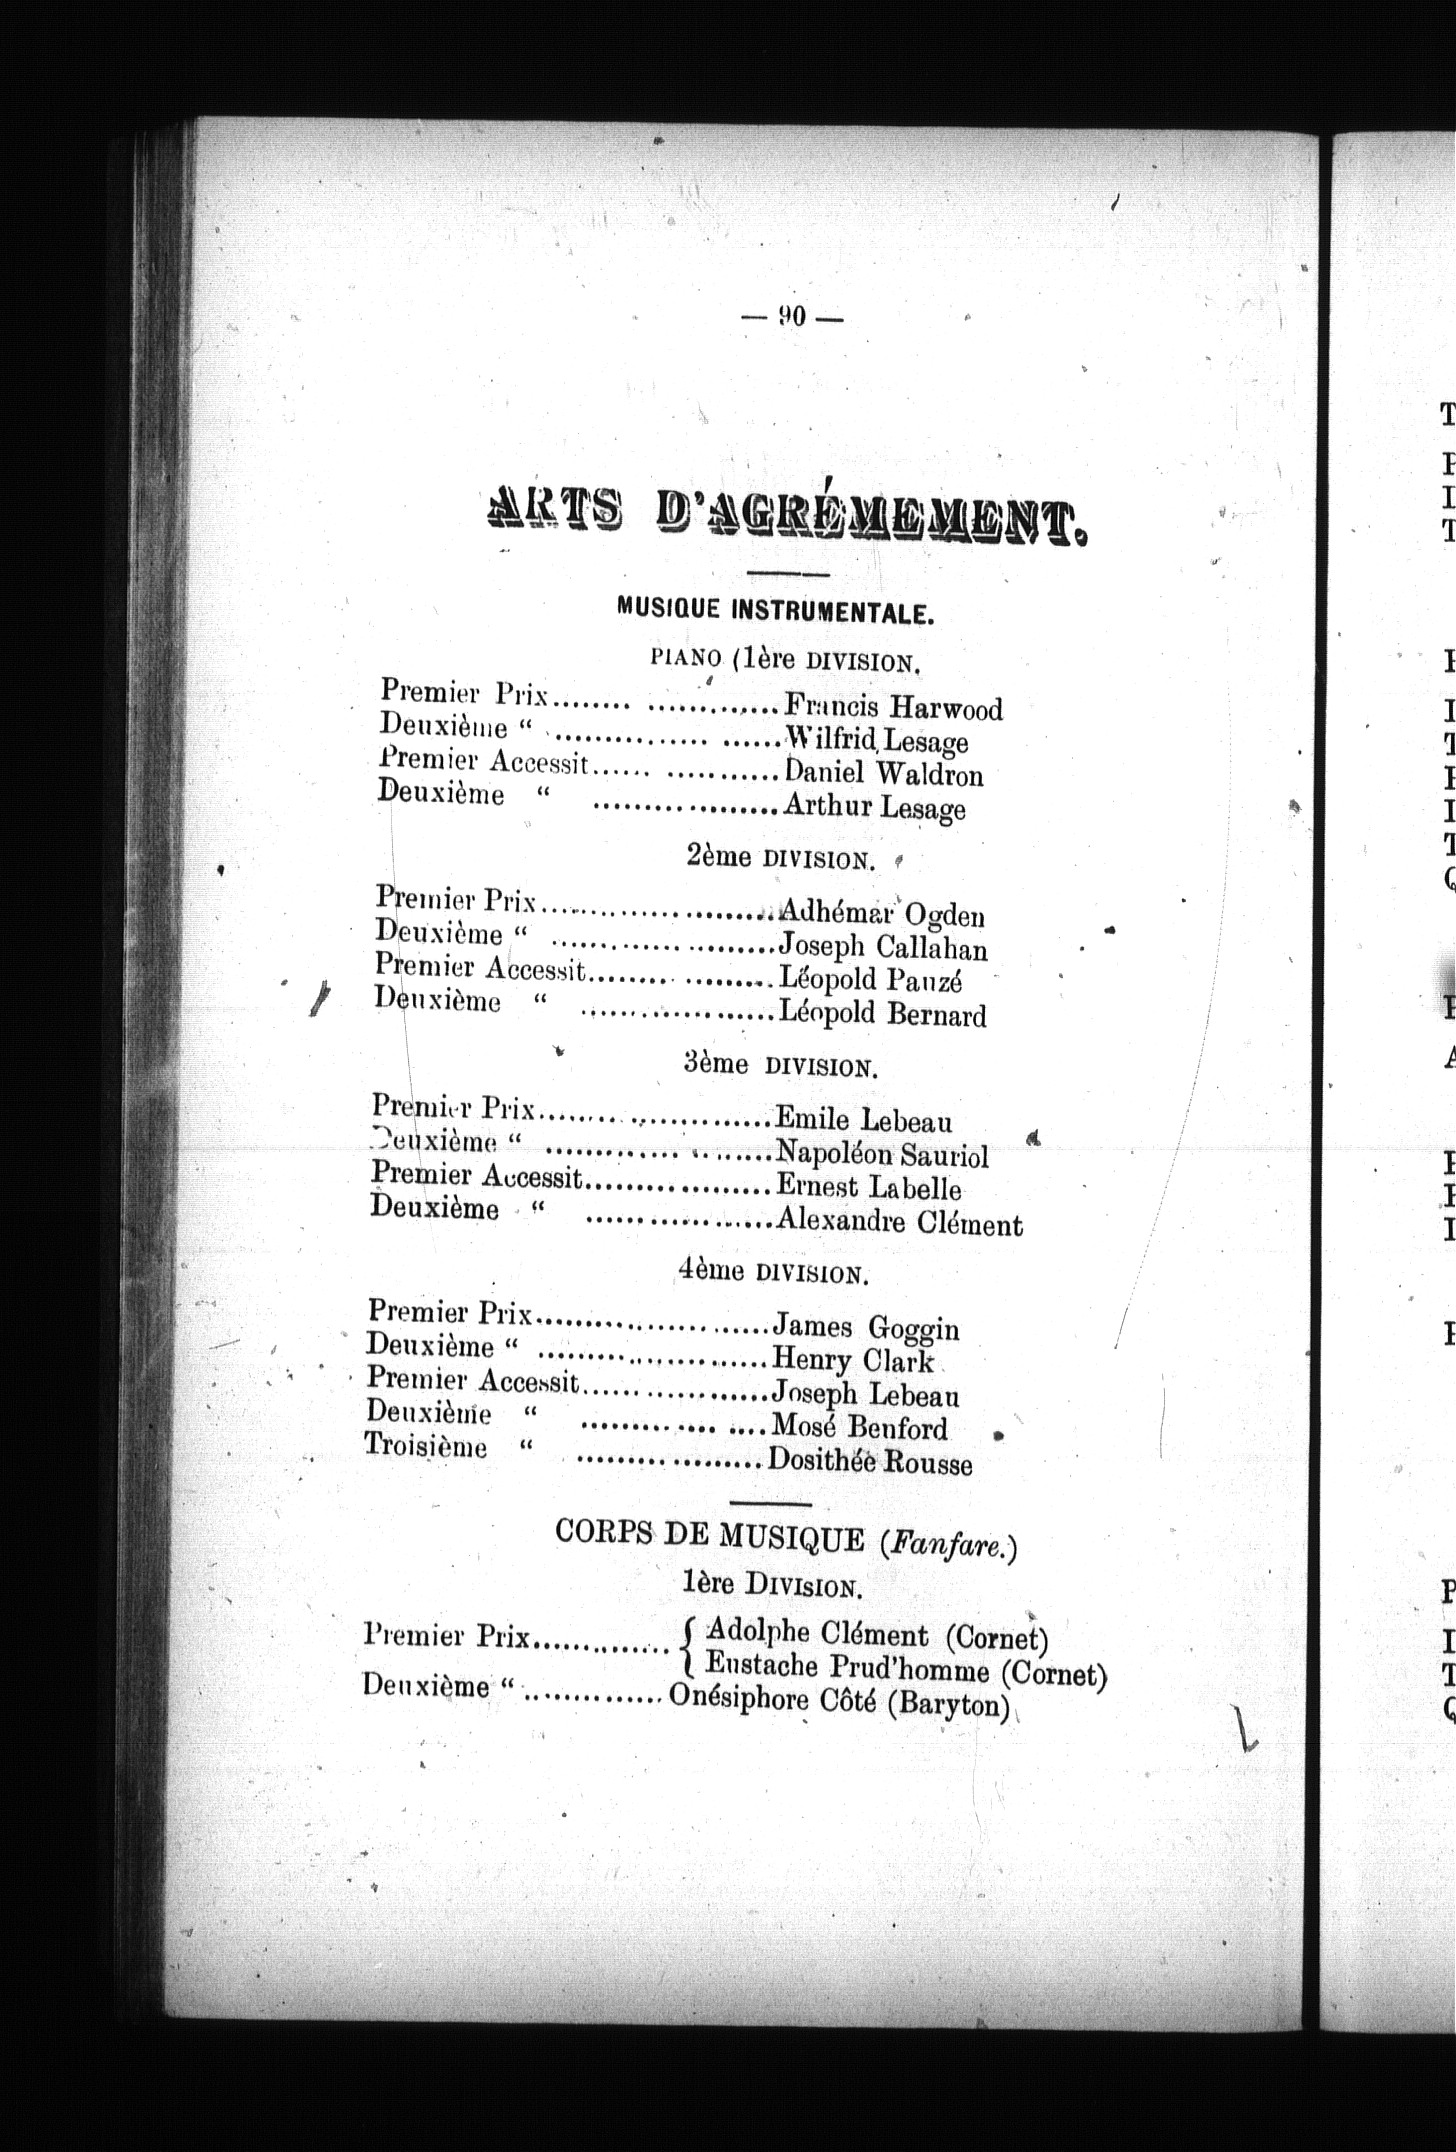 — 90 —
ARTS D'AGRÉMEMENT.
MUSIQUE INSTRUMENTALE.
PIANO (1ère DIVISION.
Premier Prix........ .............Francis Harwood
Deuxième “ ............... ......Wilfrid Lesage
Premier Accessit...... ...........Daniel Waldron
Deuxième “ ..................Arthur Lesage
2ème DIVISION.
Premier Prix.......................Adhémar Ogden
Deuxième “ ............. .........Joseph Callahan
Premier Accessit........ .........Léopold Pauzé
Deuxième “ ...................Léopold Bernard
3ème DIVISION.
Premier Prix........ ..............Emile Lebeau
Deuxième “ ............. ........Napoléon Sauriol
Premier Accessit..................Ernest Labelle
Deuxième “ ..................Alexandre Clément
4ème DIVISION.
Premier Prix................. ......James Goggin
Deuxième “ .......................Henry Clark
Premier Accessit...................Joseph Lebeau
Deuxième “ ............. ....Mosé Benford
Troisième “ ..................Dosithée Rousse
CORPS DE MUSIQUE (Fanfare.)
1ère DIVISION.
Premier Prix.............. { Adolphe Clément (Cornet)
{ Eustache Prud'homme (Cornet)
Deuxième “ ..............Onésiphore Côté (Baryton)